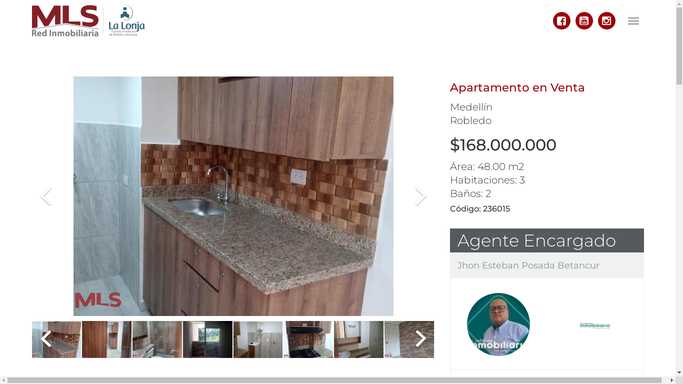 MLS
Red Inmobiliaria
La Lonja
Apartamento en Venta
Medellín
Robledo
$168.000.000
Área: 48.00 m2
Habitaciones: 3
Baños: 2
Código: 236015
MLS
Agente Encargado
Jhon Esteban Posada Betancur